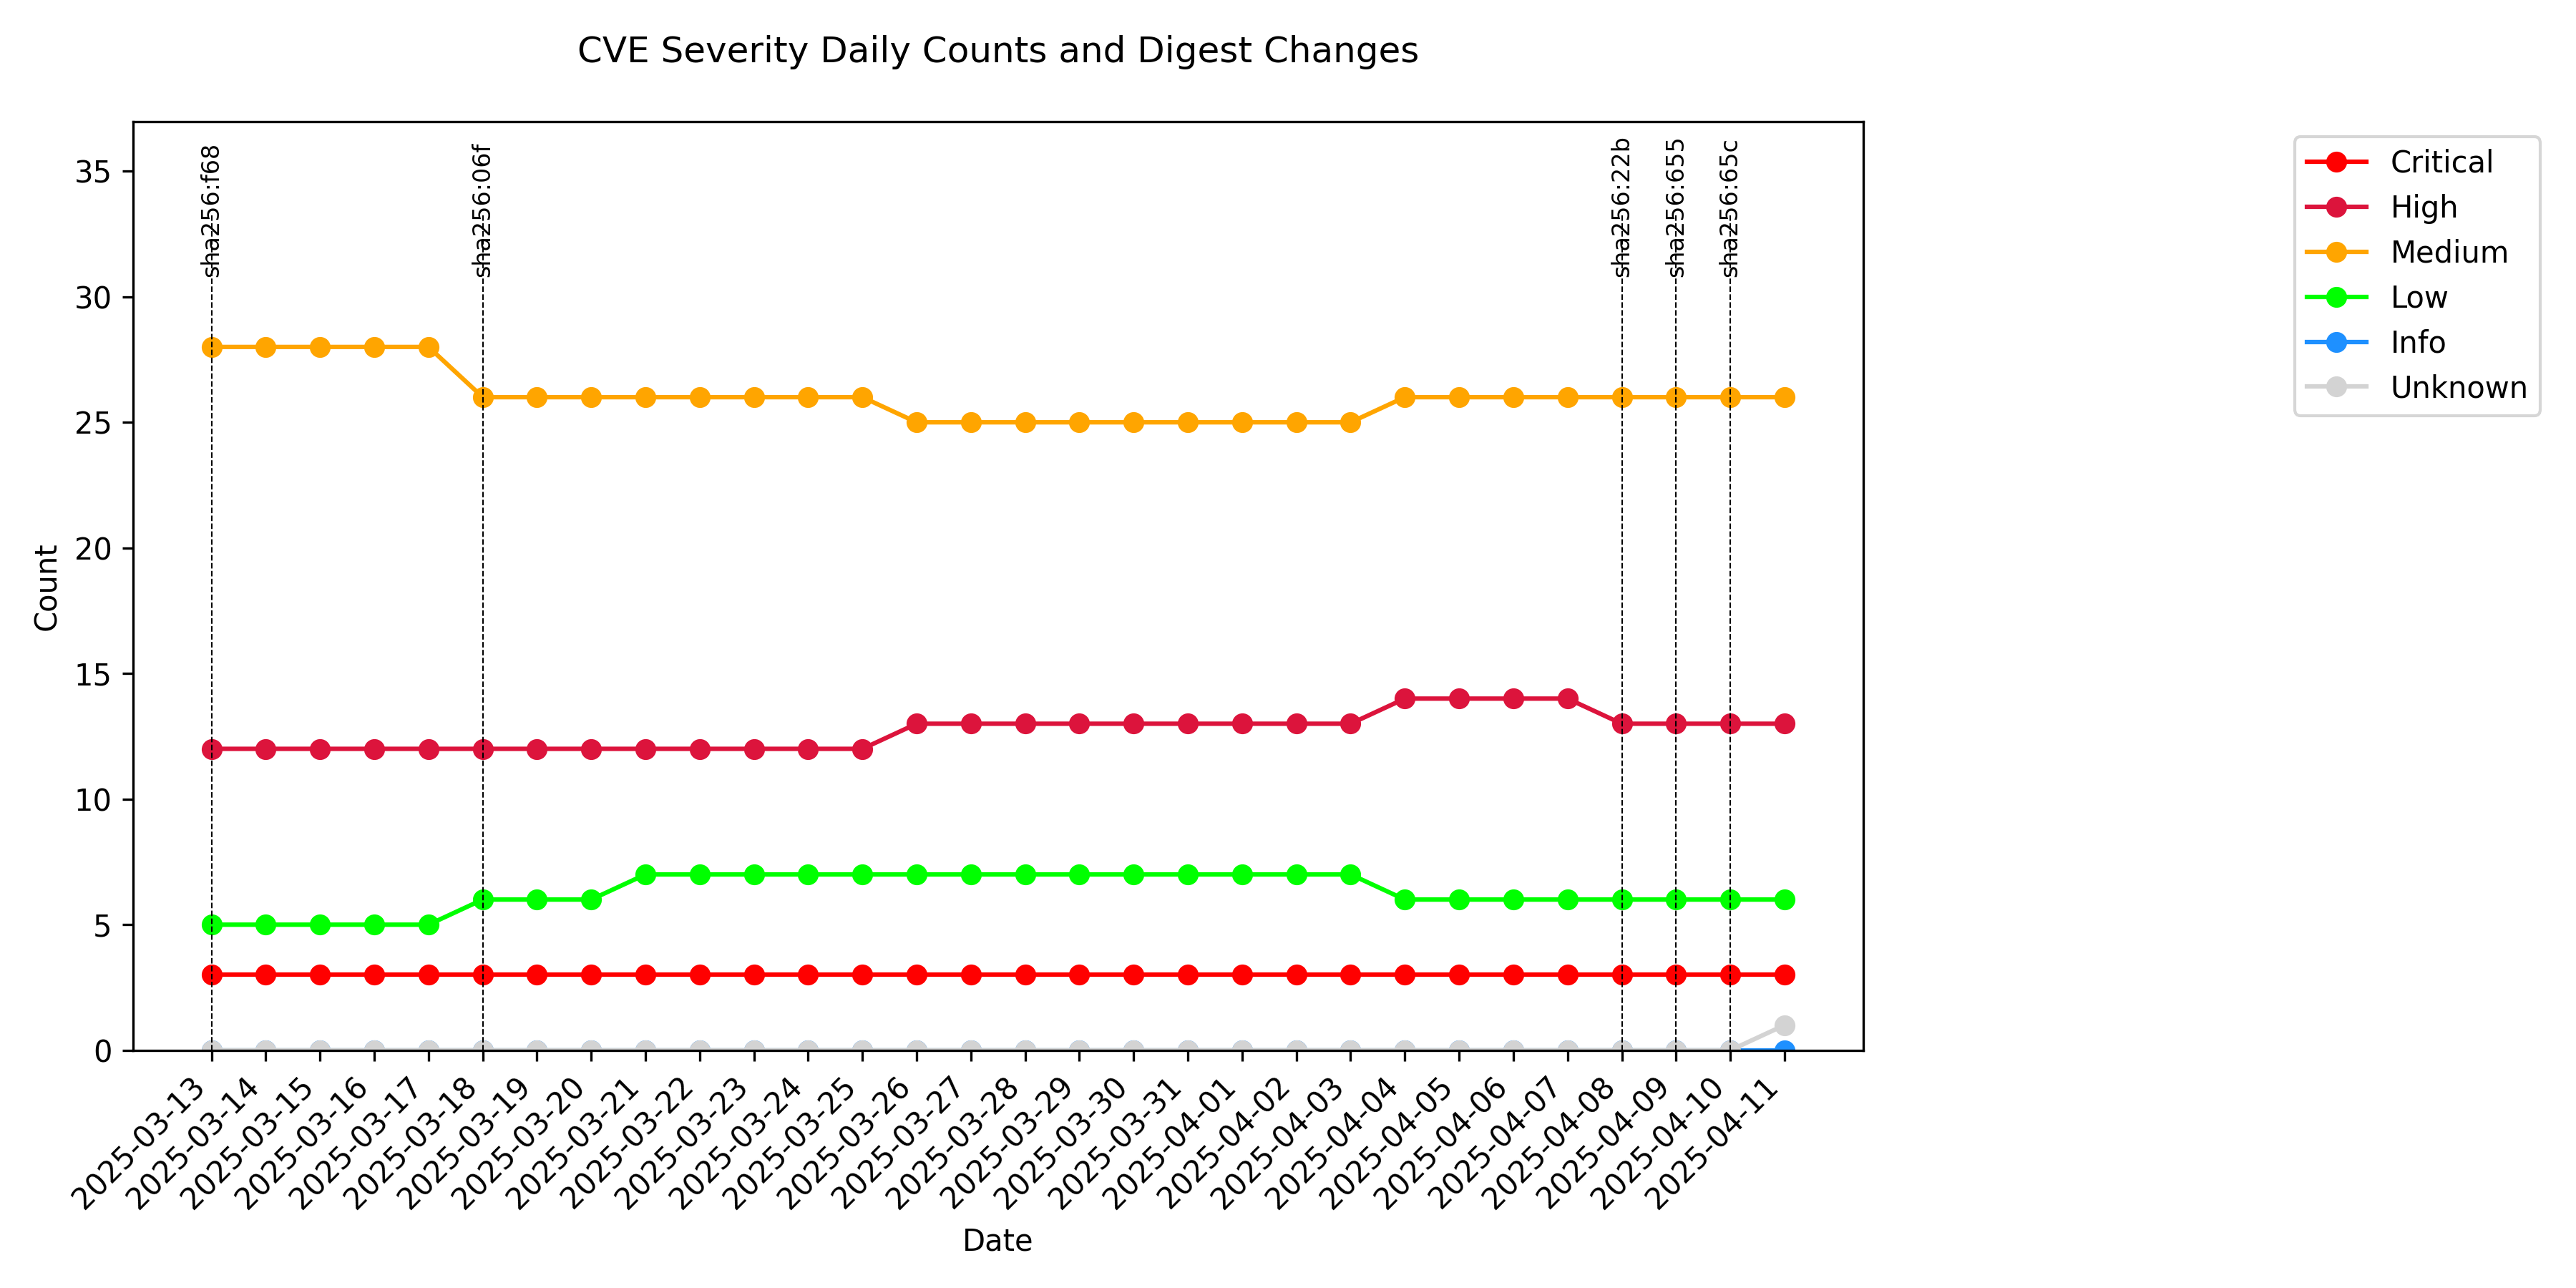 CVE Severity Daily Counts and Digest Changes
sha256:f68
sha256:06f
sha256:22b
sha256:655
sha256:65c
Critical
High
Medium
Low
Info
Unknown
Count
35
30
25
20
15
10
5
0
2025-03-13
2025-03-14
2025-03-15
2025-03-16
2025-03-17
2025-03-18
2025-03-19
2025-03-20
2025-03-21
2025-03-22
2025-03-23
2025-03-24
2025-03-25
2025-03-26
2025-03-27
2025-03-28
2025-03-29
2025-03-30
2025-03-31
2025-04-01
2025-04-02
2025-04-03
2025-04-04
2025-04-05
2025-04-06
2025-04-07
2025-04-08
2025-04-09
2025-04-10
2025-04-11
Date